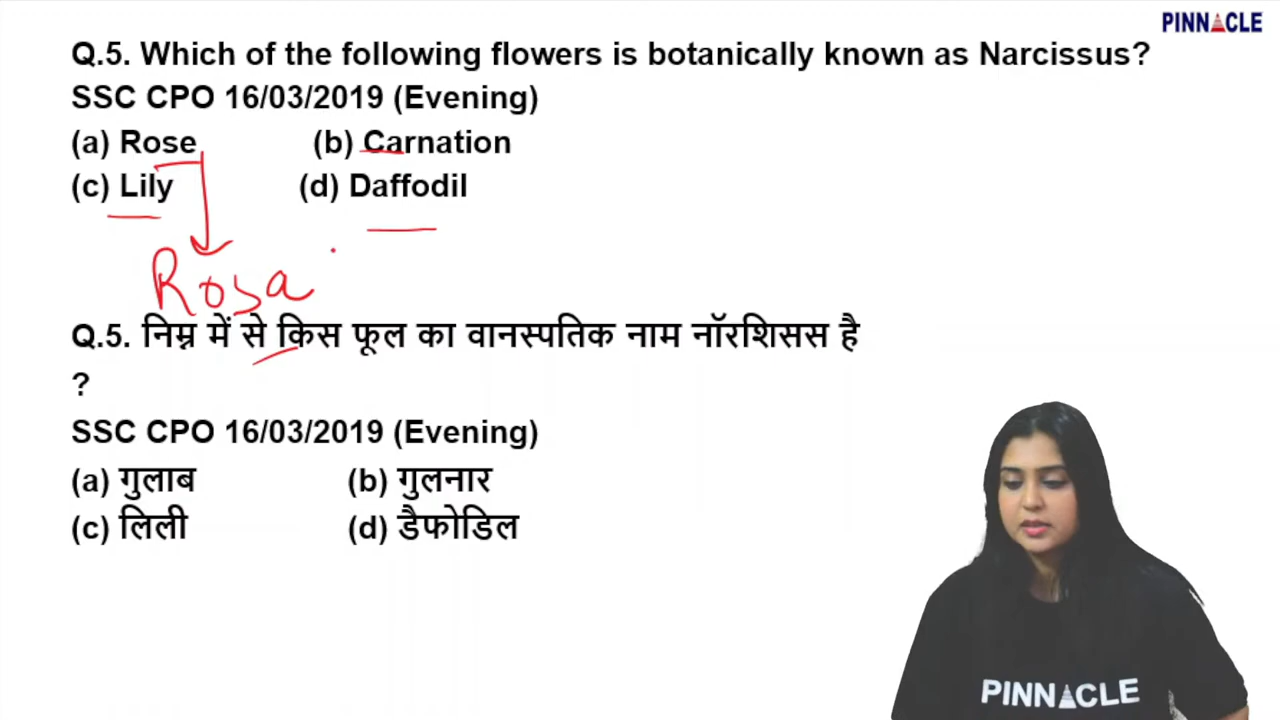 PINNACLE
Q.5. Which of the following flowers is botanically known as Narcissus?
SSC CPO 16/03/2019 (Evening)
(a) Rose (b) Carnation
(c) Lily (d) Daffodil
Rosa
Q.5. निम्न में से किस फूल का वानस्पतिक नाम नॉरशिसस है
?
SSC CPO 16/03/2019 (Evening)
(a) गुलाब (b) गुलनार
(c) लिली (d) डैफोडिल
PINNACLE